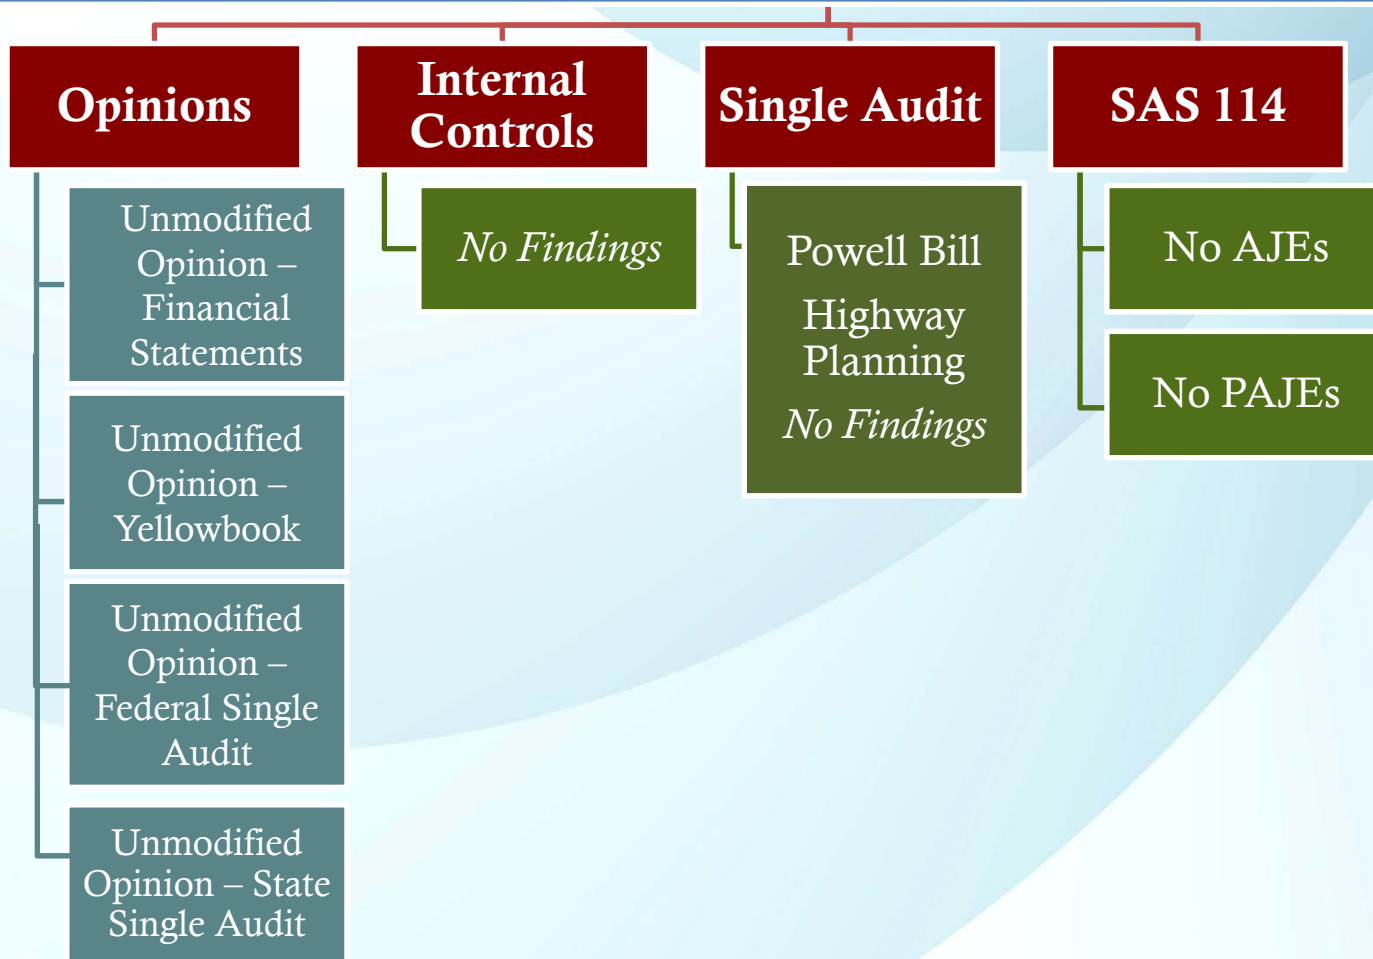 Opinions
Unmodified
Opinion –
Financial
Statements
Unmodified
Opinion –
Yellowbook
Unmodified
Opinion –
Federal Single
Audit
Unmodified
Opinion – State
Single Audit
Internal
Controls
No Findings
Single Audit
Powell Bill
Highway
Planning
No Findings
SAS 114
No AJEs
No PAJEs